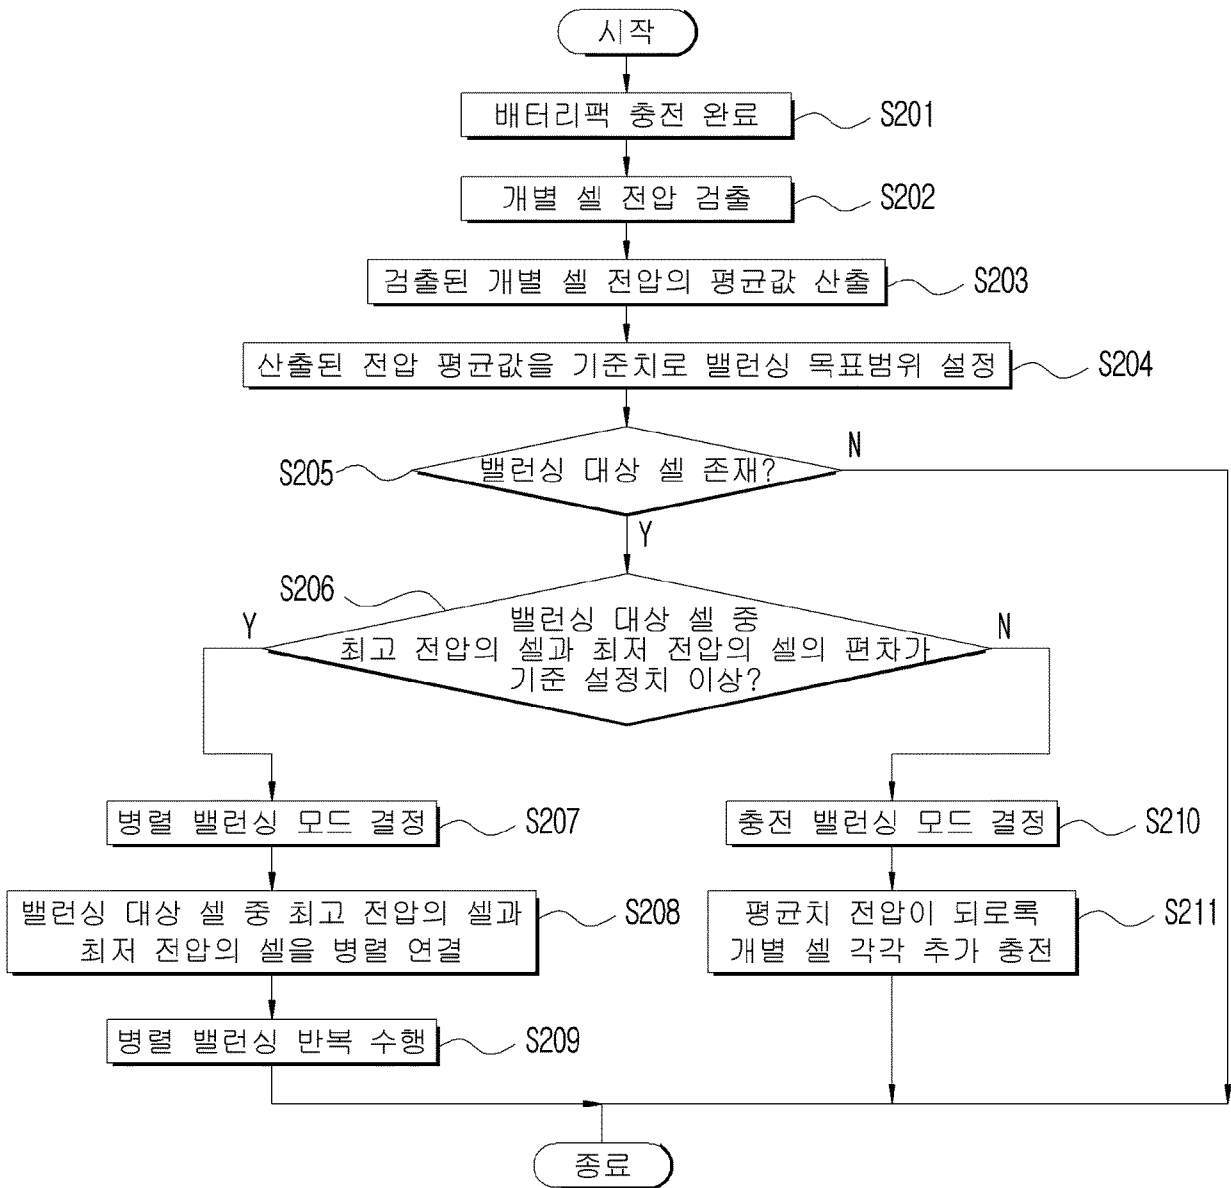 시작
배터리팩 충전 완료
S201
개별 셀 전압 검출
S202
검출된 개별 셀 전압의 평균값 산출
S203
산출된 전압 평균값을 기준치로 밸런싱 목표범위 설정
S204
S205
밸런싱 대상 셀 존재?
N
Y
S206
Y
밸런싱 대상 셀 중
최고 전압의 셀과 최저 전압의 셀의 편차가
기준 설정치 이상?
N
병렬 밸런싱 모드 결정
S207
충전 밸런싱 모드 결정
S210
밸런싱 대상 셀 중 최고 전압의 셀과
최저 전압의 셀을 병렬 연결
S208
평균치 전압이 되로록
개별 셀 각각 추가 충전
S211
병렬 밸런싱 반복 수행
S209
종료